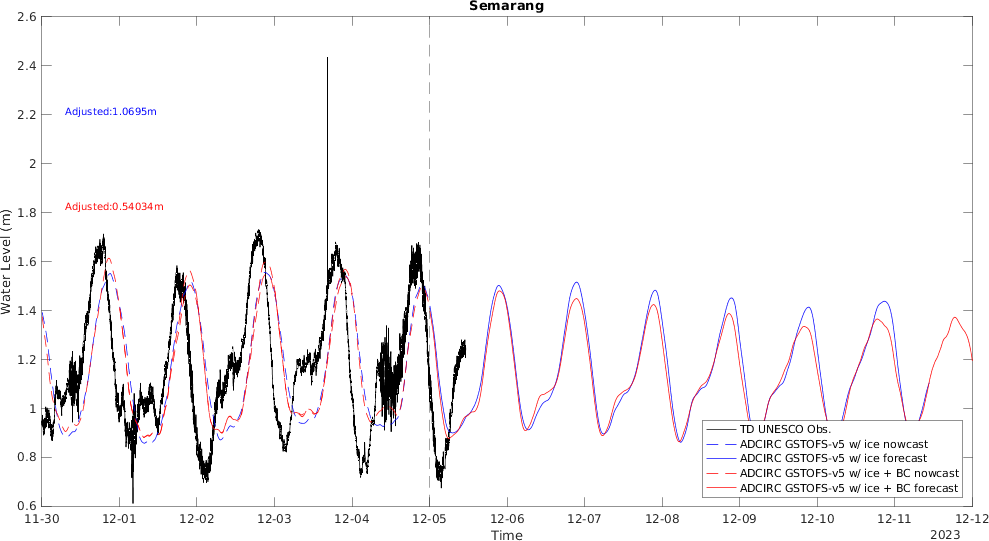 Semarang
2.6
2.4
2.2
2
1.8
1.6
1.4
1.2
1
0.8
0.6
Water Level (m)
Adjusted:1.0695m
Adjusted:0.54034m
TD UNESCO Obs.
ADCIRC GSTOFS-v5 w/ ice nowcast
ADCIRC GSTOFS-v5 w/ ice forecast
ADCIRC GSTOFS-v5 w/ ice + BC nowcast
ADCIRC GSTOFS-v5 w/ ice + BC forecast
11-30 12-01 12-02 12-03 12-04 12-05 12-06 12-07 12-08 12-09 12-10 12-11 12-12
Time
2023